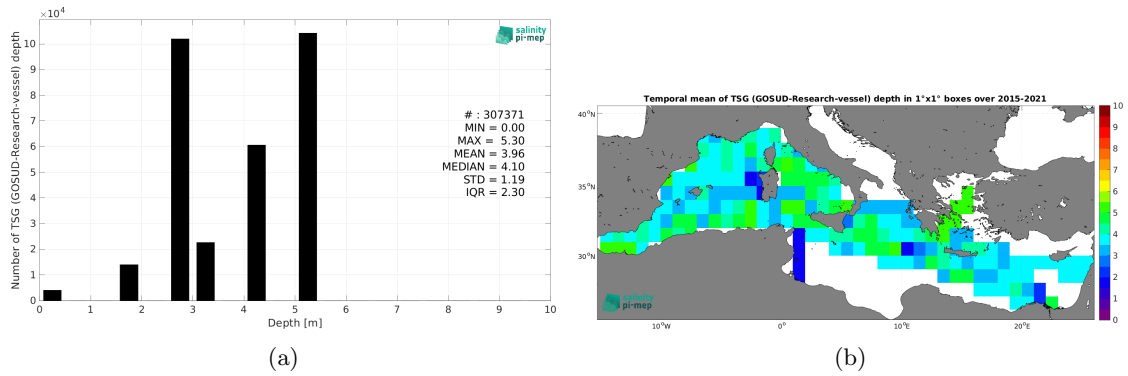 ×10⁴
Number of TSG (GOSUD-Research-vessel) depth
10
9
8
7
6
5
4
3
2
1
0
0 1 2 3 4 5 6 7 8 9 10
Depth [m]
salinity
pi-mep
# : 307371
MIN = 0.00
MAX = 5.30
MEAN = 3.96
MEDIAN = 4.10
STD = 1.19
IQR = 2.30
(a)
Temporal mean of TSG (GOSUD-Research-vessel) depth in 1°x1° boxes over 2015-2021
40°N
35°N
30°N
10°W 0° 10°E 20°E
salinity
pi-mep
10
9
8
7
6
5
4
3
2
1
0
(b)